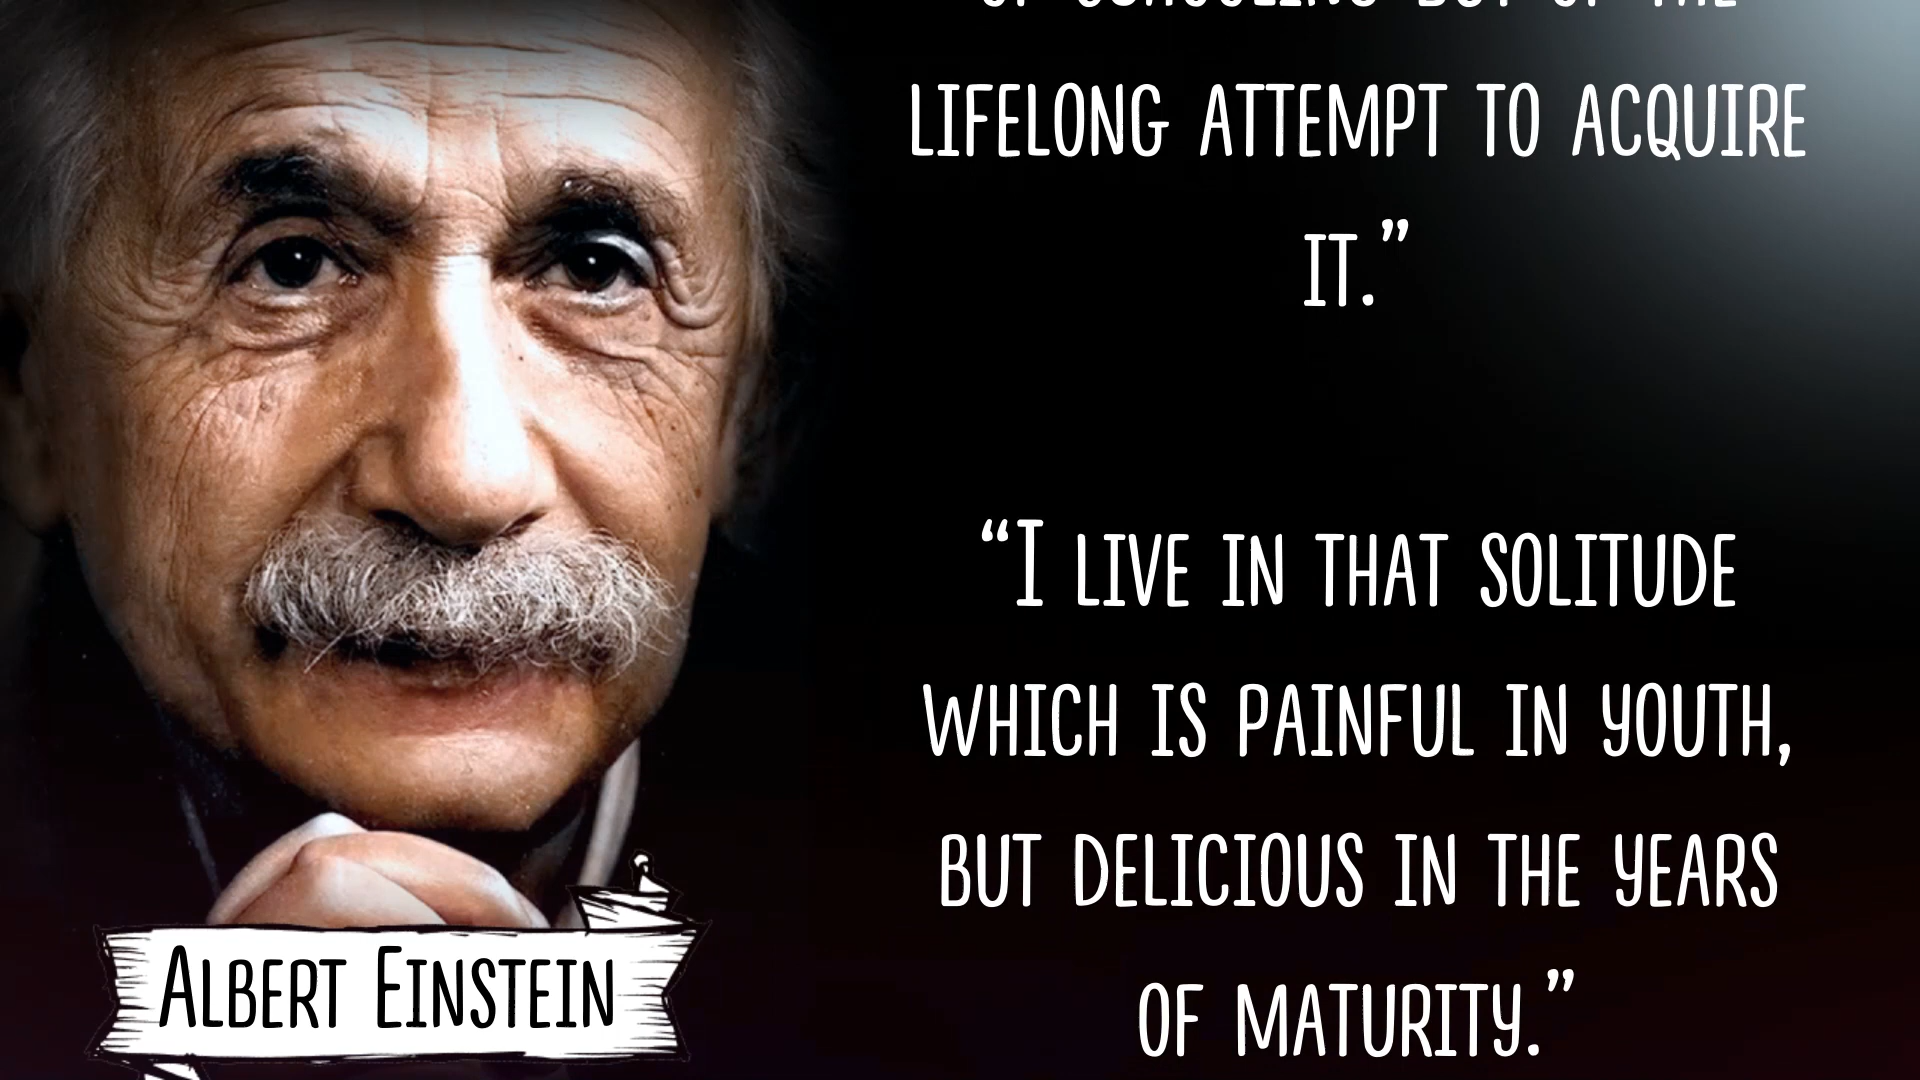 LIFELONG ATTEMPT TO ACQUIRE
IT.”
“I LIVE IN THAT SOLITUDE
WHICH IS PAINFUL IN YOUTH,
BUT DELICIOUS IN THE YEARS
OF MATURITY.”
ALBERT EINSTEIN